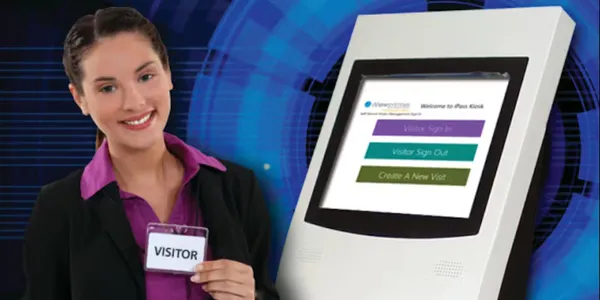 VISITOR
Welcome to iPass Kiosk
Visitor Sign In
Visitor Sign Out
Create A New Visit